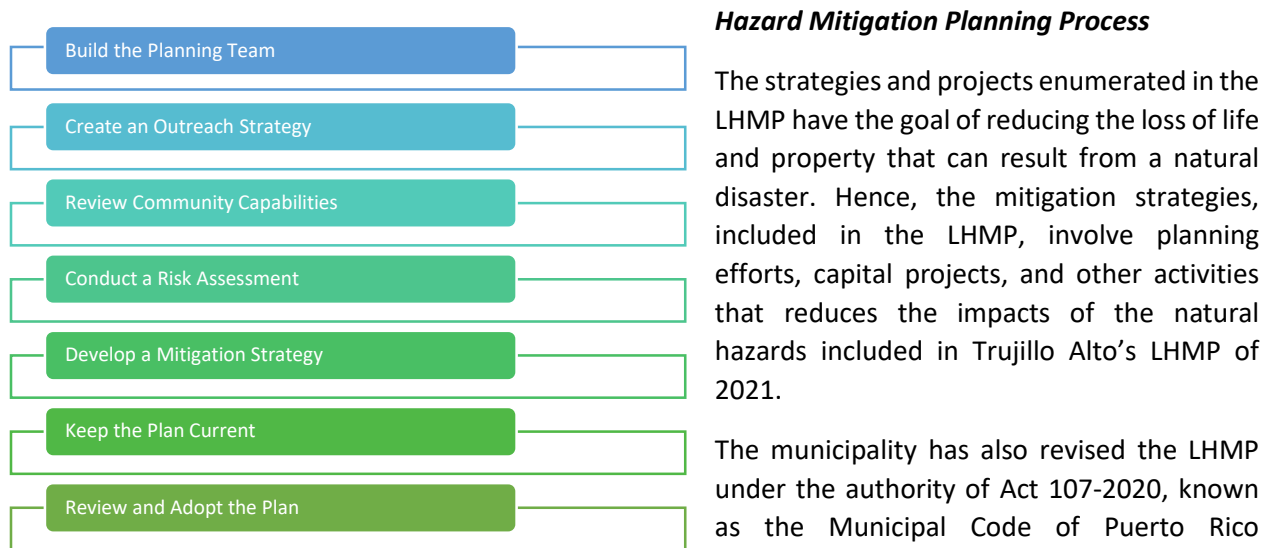 Build the Planning Team
Create an Outreach Strategy
Review Community Capabilities
Conduct a Risk Assessment
Develop a Mitigation Strategy
Keep the Plan Current
Review and Adopt the Plan
Hazard Mitigation Planning Process
The strategies and projects enumerated in the
LHMP have the goal of reducing the loss of life
and property that can result from a natural
disaster. Hence, the mitigation strategies,
included in the LHMP, involve planning
efforts, capital projects, and other activities
that reduces the impacts of the natural
hazards included in Trujillo Alto’s LHMP of
2021.
The municipality has also revised the LHMP
under the authority of Act 107-2020, known
as the Municipal Code of Puerto Rico